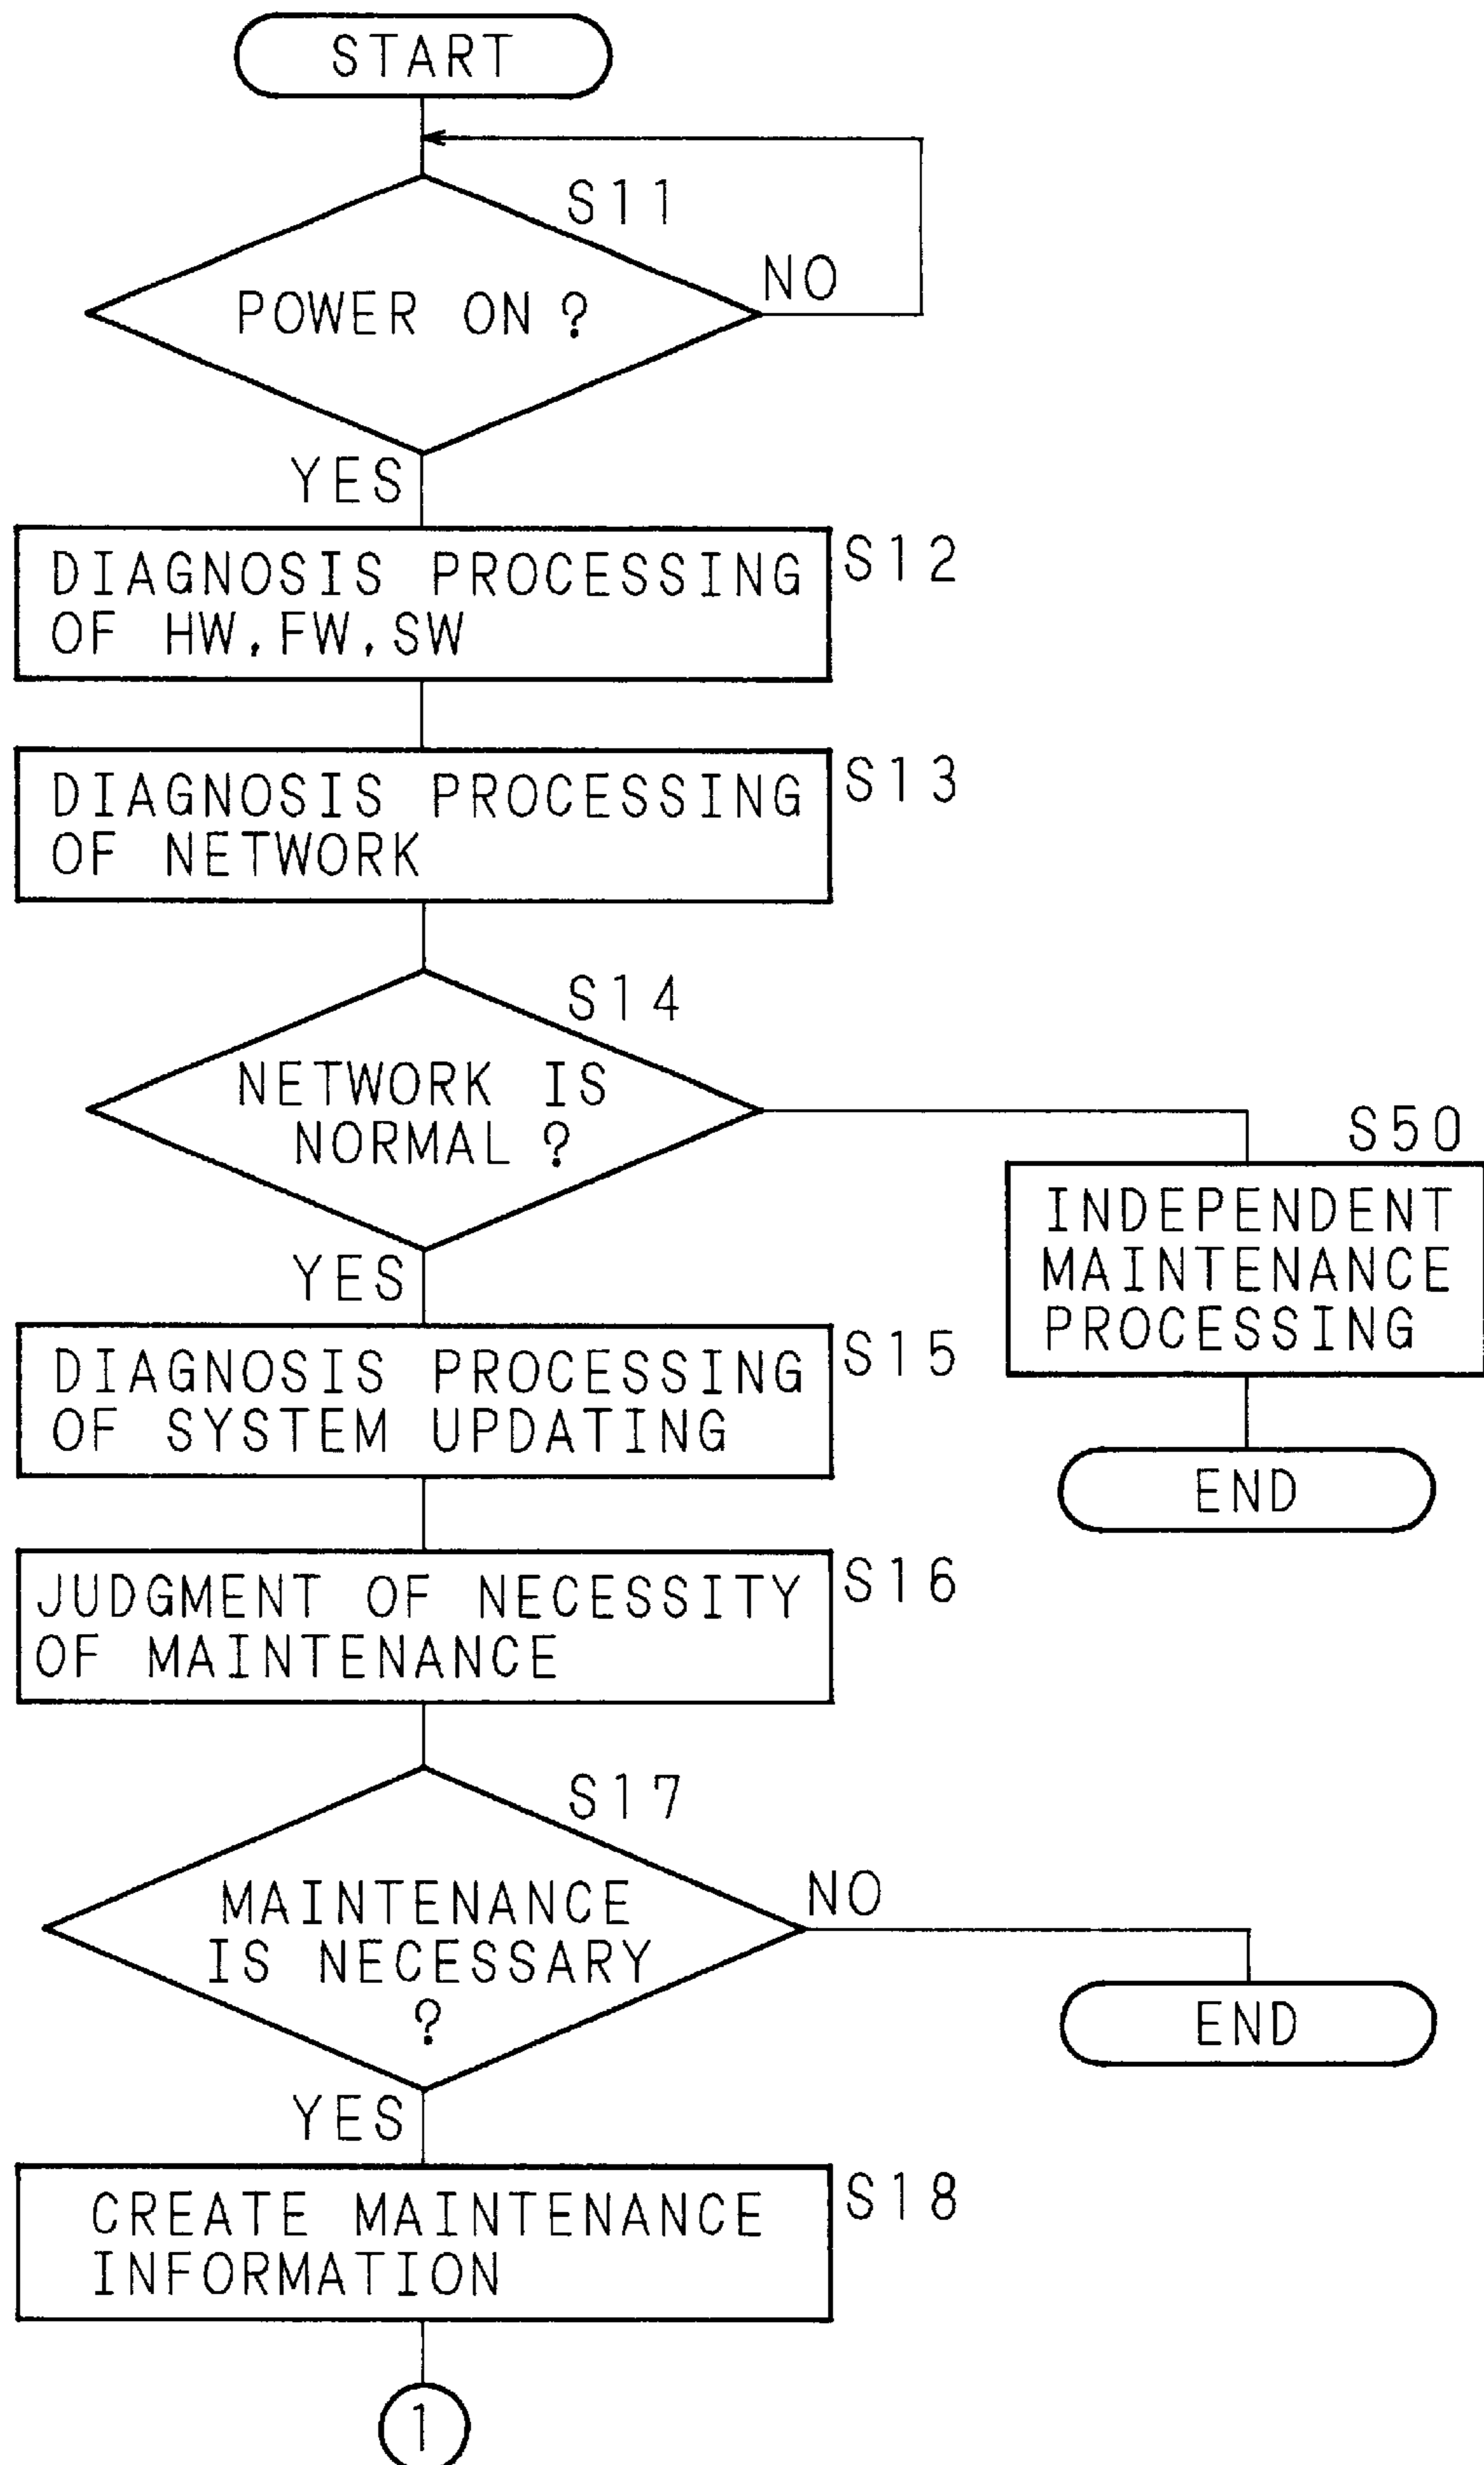 START
S11
NO
POWER ON ?
YES
DIAGNOSIS PROCESSING
OF HW, FW, SW
S12
DIAGNOSIS PROCESSING
OF NETWORK
S13
S14
NETWORK IS
NORMAL ?
YES
S50
INDEPENDENT
MAINTENANCE
PROCESSING
END
DIAGNOSIS PROCESSING
OF SYSTEM UPDATING
S15
JUDGMENT OF NECESSITY
OF MAINTENANCE
S16
S17
MAINTENANCE
IS NECESSARY
?
NO
END
YES
CREATE MAINTENANCE
INFORMATION
S18
1